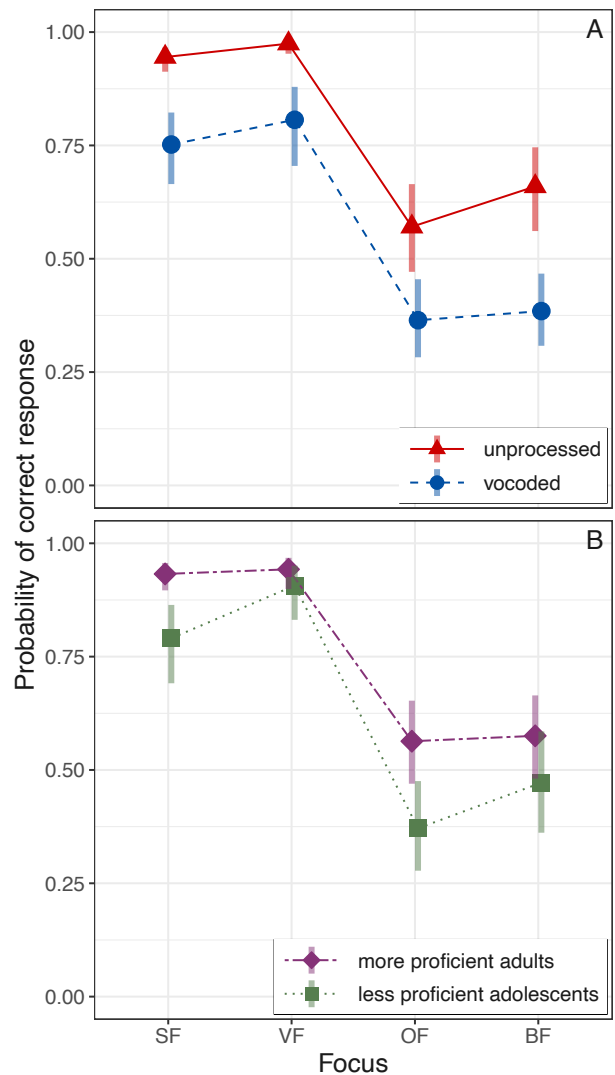 A
1.00
0.75
0.50
0.25
0.00
unprocessed
vocoded
Probability of correct response
B
1.00
0.75
0.50
0.25
0.00
more proficient adults
less proficient adolescents
SF VF OF BF
Focus